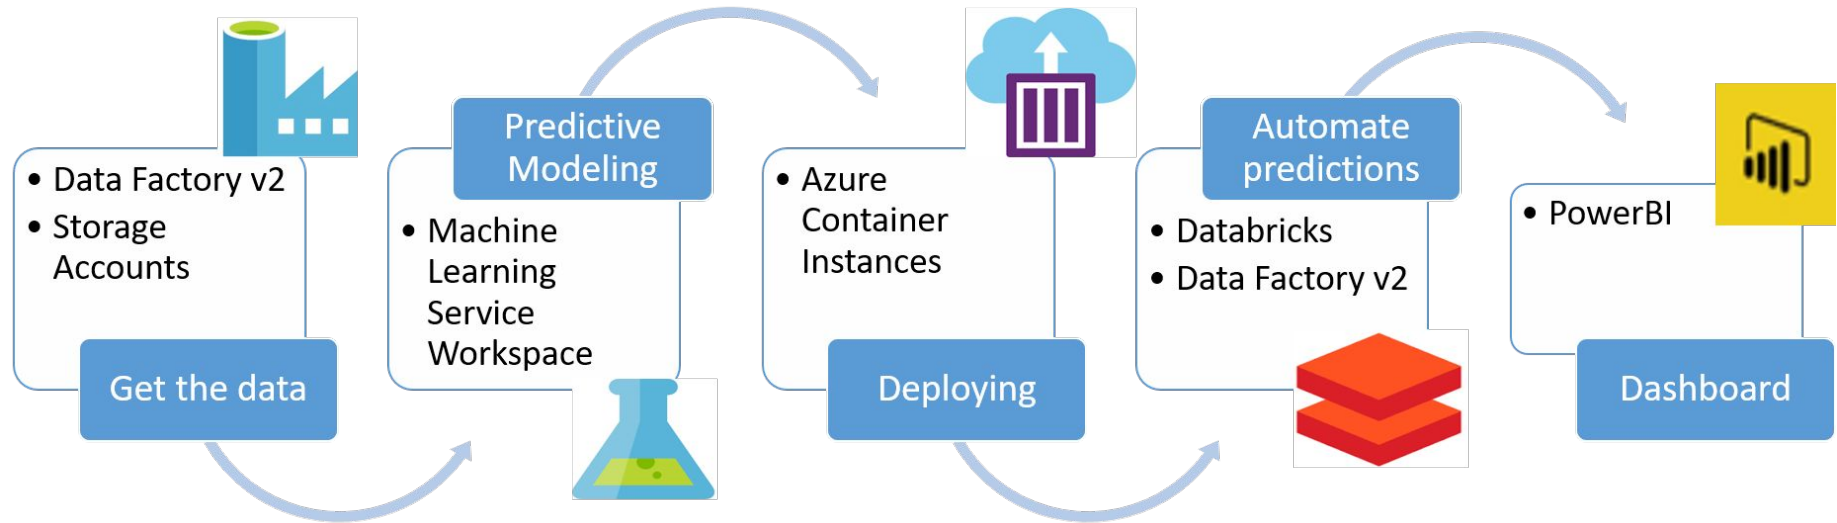 • Data Factory v2
• Storage
Accounts
Get the data
Predictive
Modeling
• Machine
Learning
Service
Workspace
• Azure
Container
Instances
Deploying
Automate
predictions
• Databricks
• Data Factory v2
• PowerBI
Dashboard